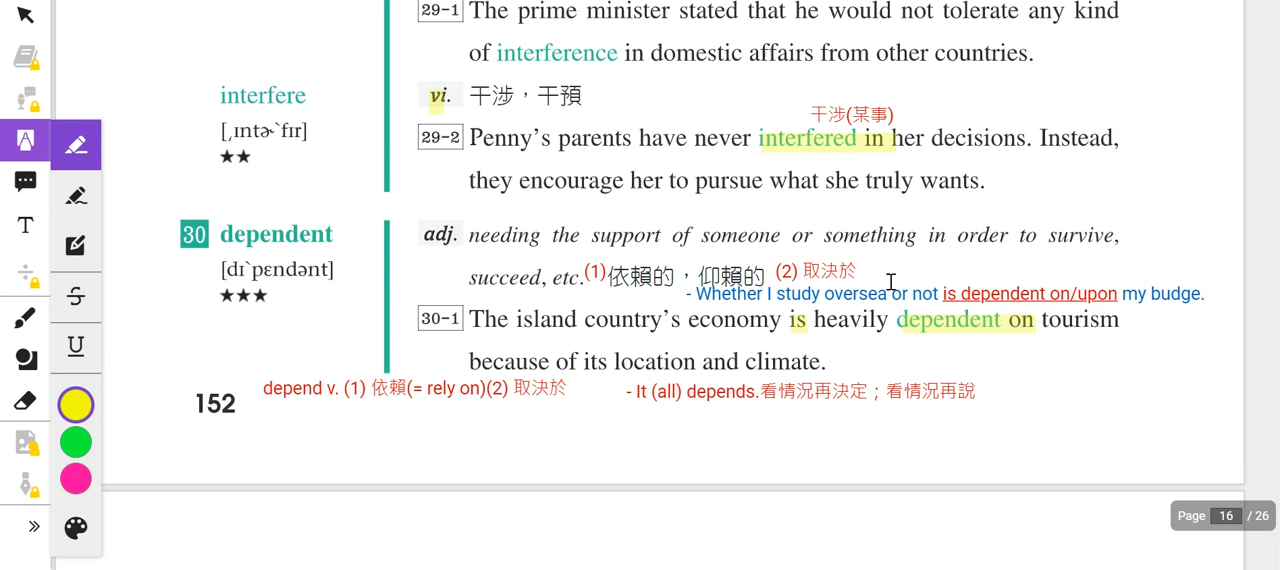 29-1 The prime minister stated that he would not tolerate any kind
of interference in domestic affairs from other countries.
interfere
vi. 干涉，干預
[ˌɪntɚˋfɪr]
干涉(某事)
29-2 Penny's parents have never interfered in her decisions. Instead,
★★
they encourage her to pursue what she truly wants.
30 dependent
adj. needing the support of someone or something in order to survive,
[dɪˋpɛndənt]
succeed, etc.(1)依賴的，仰賴的 (2) 取決於
★★★
- Whether I study oversea or not is dependent on/upon my budge.
30-1 The island country's economy is heavily dependent on tourism
because of its location and climate.
152
depend v. (1) 依賴(= rely on)(2) 取決於
- It (all) depends.看情況再決定；看情況再說
Page 16 / 26
A
T
S
U